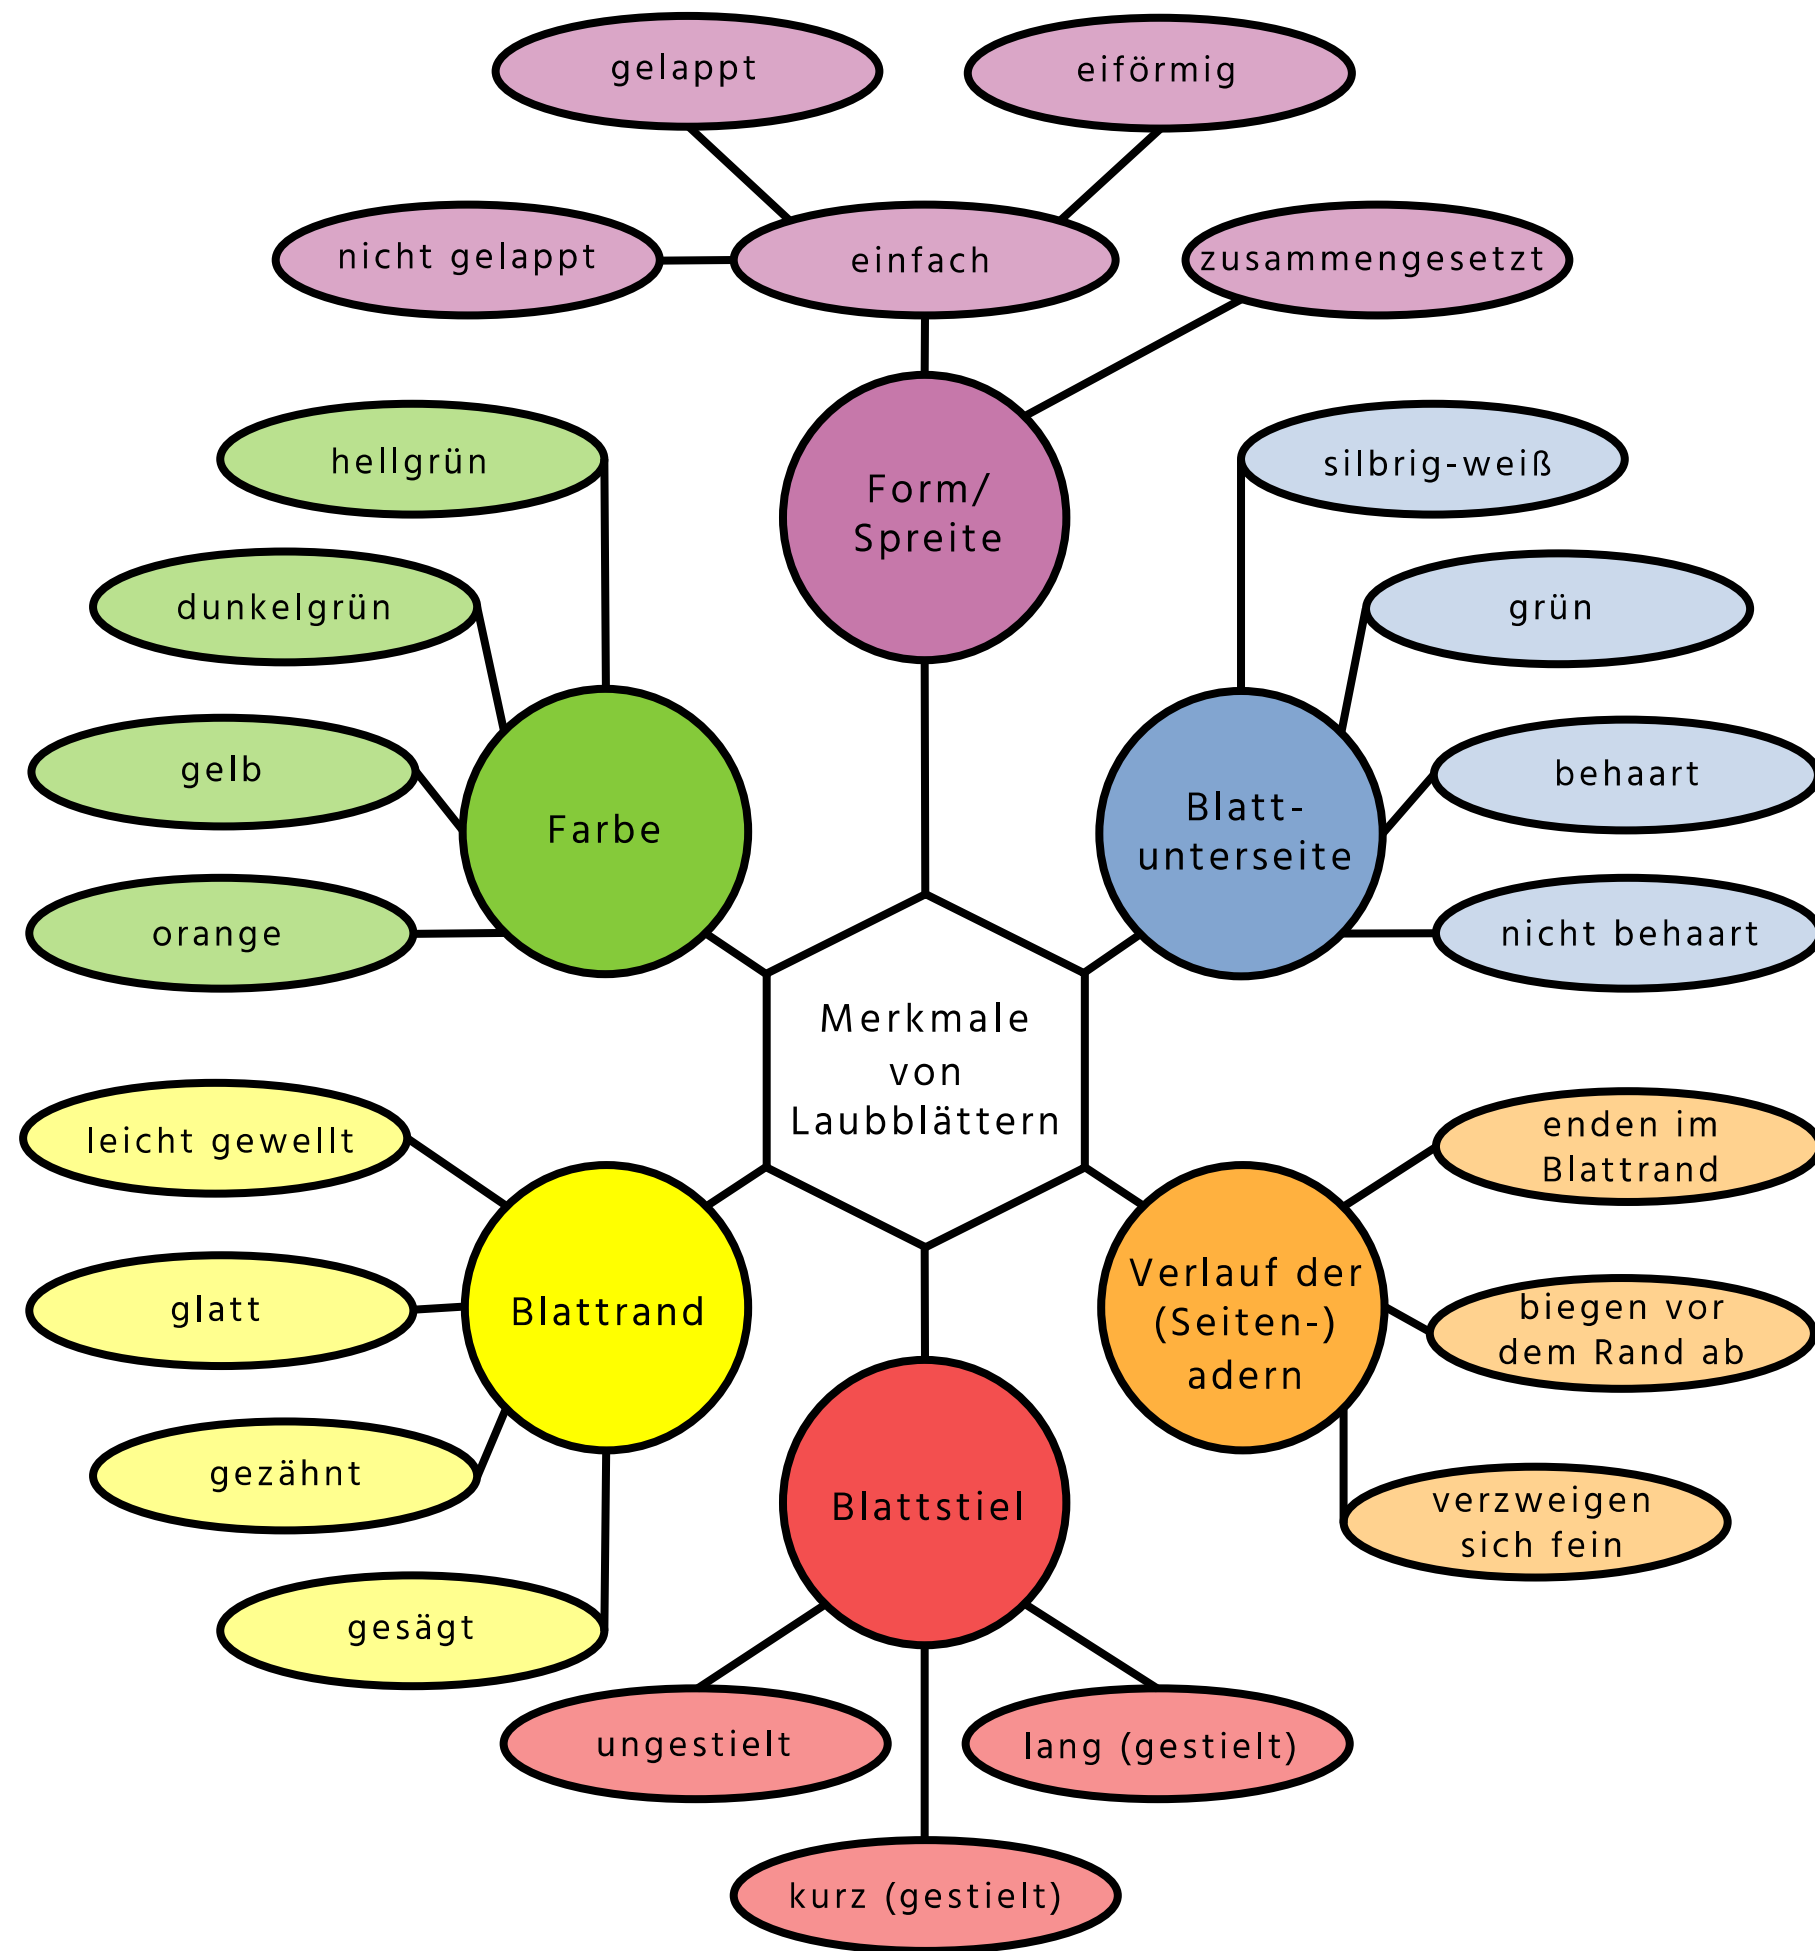 gelappt
eiförmig
nicht gelappt
einfach
zusammengesetzt
hellgrün
silbrig-weiß
Form/
Spreite
dunkelgrün
grün
gelb
behaart
Farbe
Blatt-
unterseite
orange
nicht behaart
Merkmale
von
Laubblättern
leicht gewellt
enden im
Blattrand
glatt
Blattrand
Verlauf der
(Seiten-)
adern
biegen vor
dem Rand ab
gezähnt
Blattstiel
verzweigen
sich fein
gesägt
ungestielt
lang (gestielt)
kurz (gestielt)